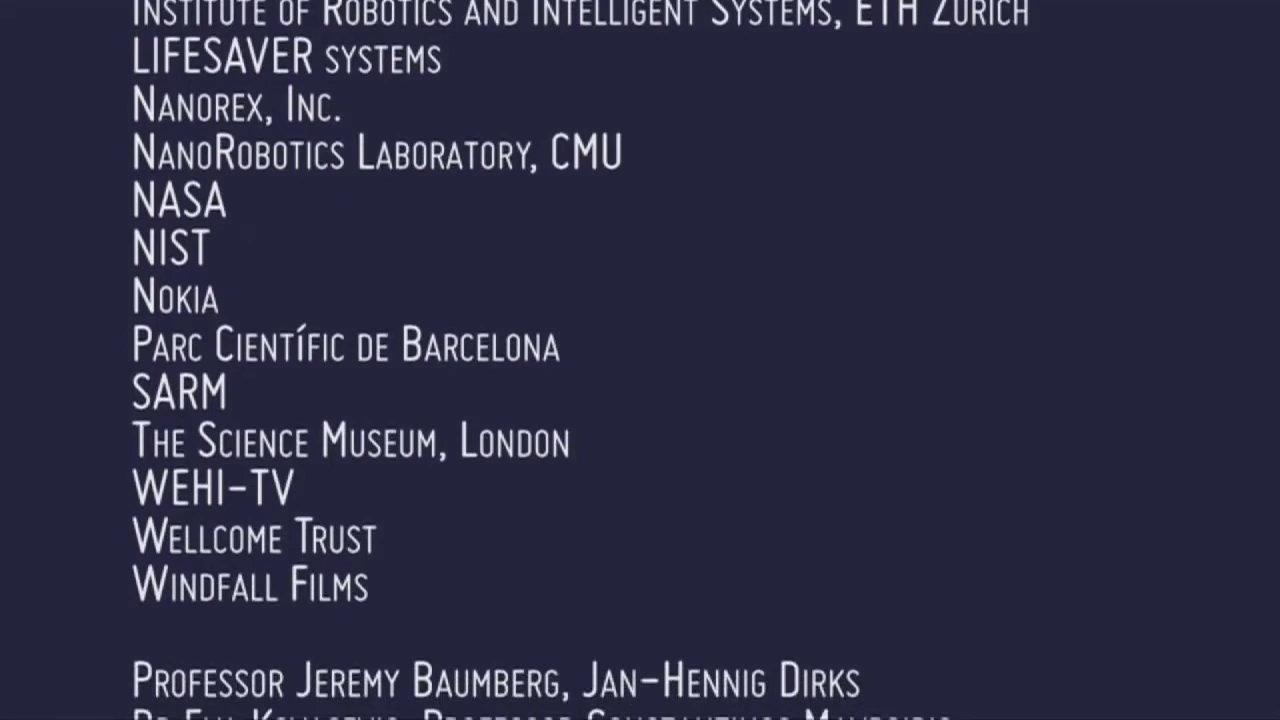 Institute of Robotics and Intelligent Systems, ETH Zurich
LIFESAVER systems
Nanorex, Inc.
NanoRobotics Laboratory, CMU
NASA
NIST
Nokia
Parc Científic de Barcelona
SARM
The Science Museum, London
WEHI-TV
Wellcome Trust
Windfall Films
Professor Jeremy Baumberg, Jan-Hennig Dirks
Professor Constantinos